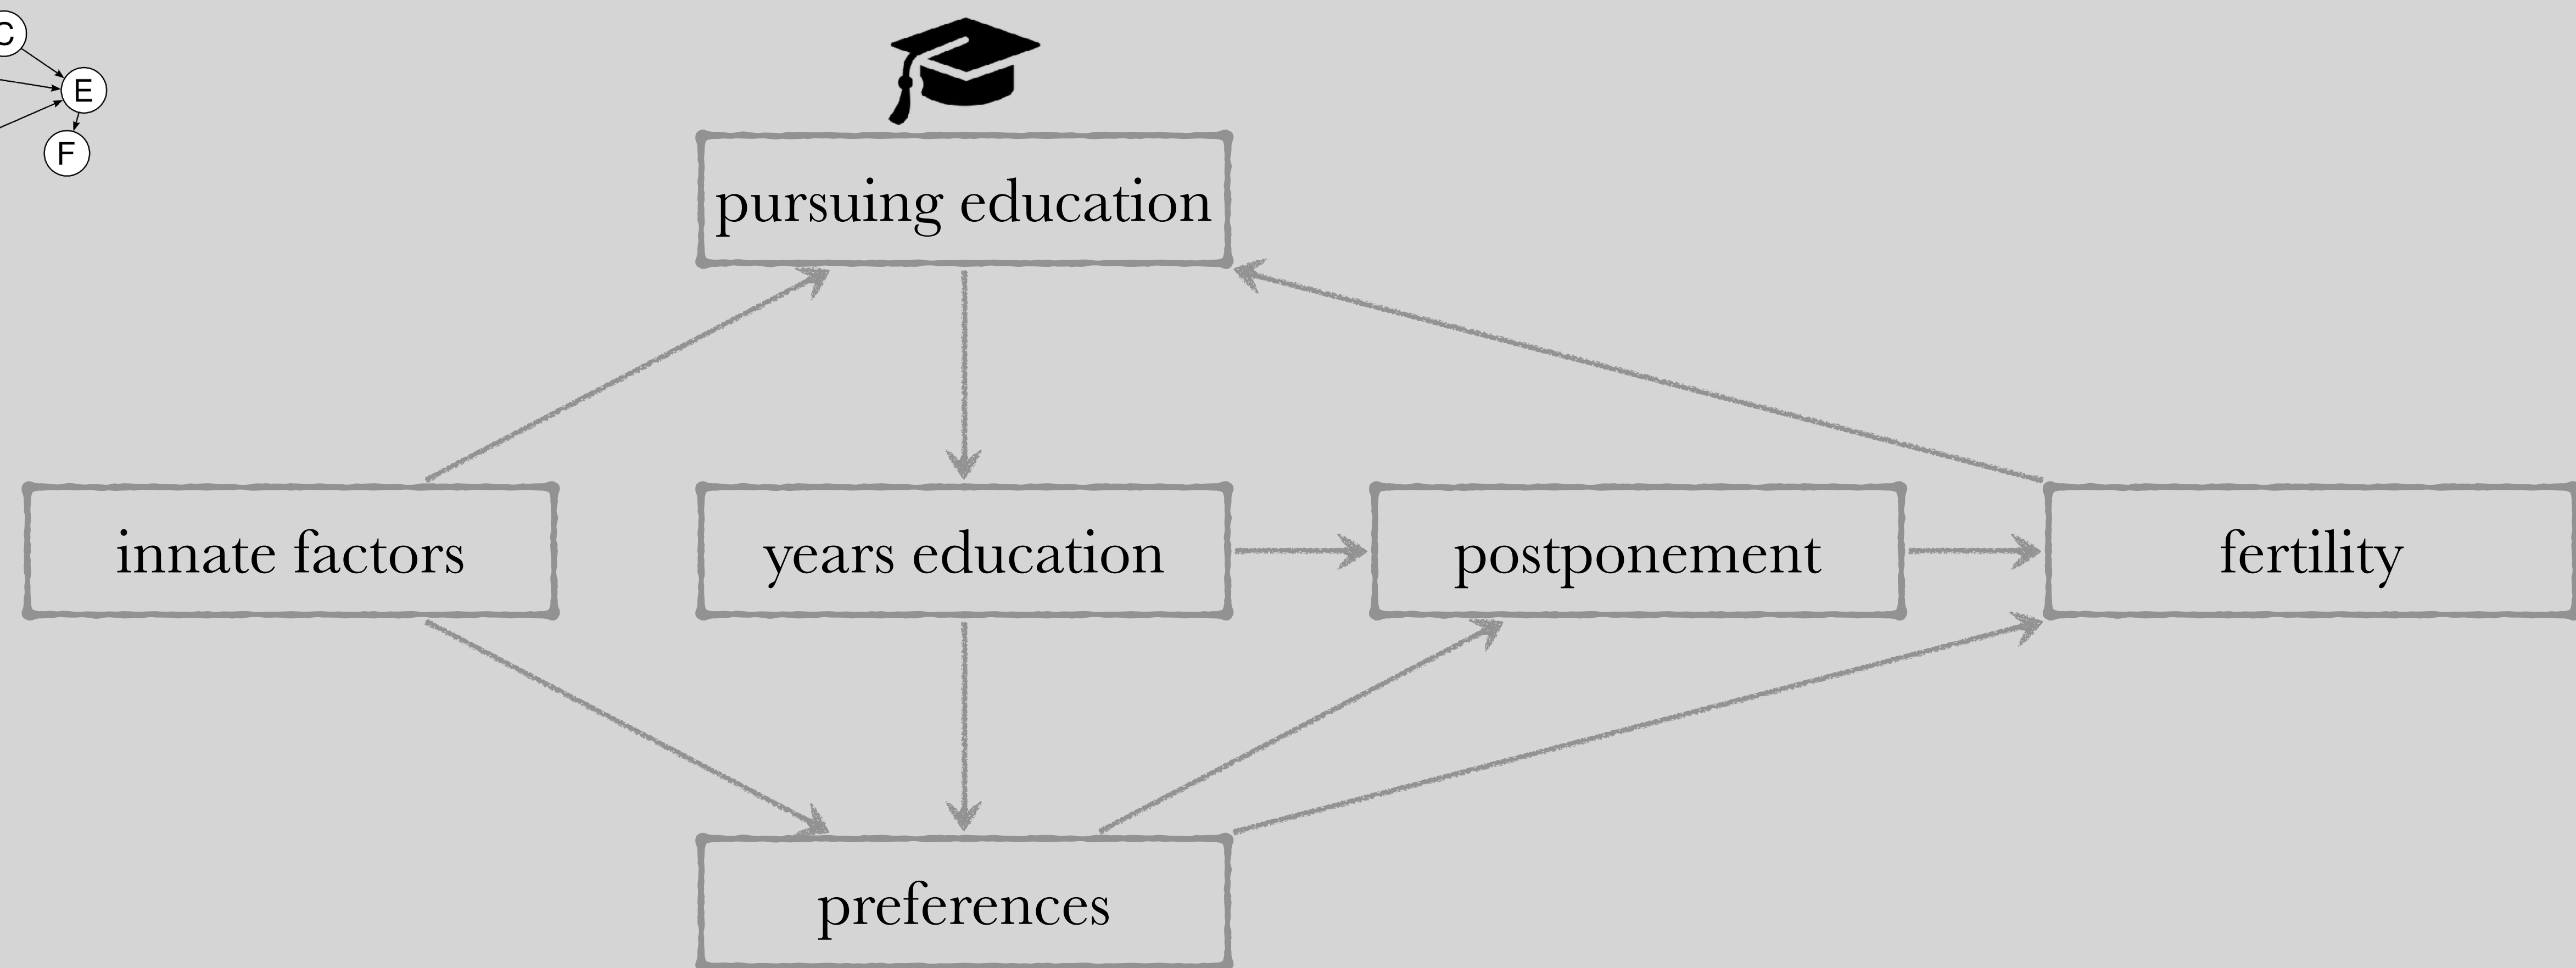 C
E
F
pursuing education
innate factors
years education
postponement
fertility
preferences